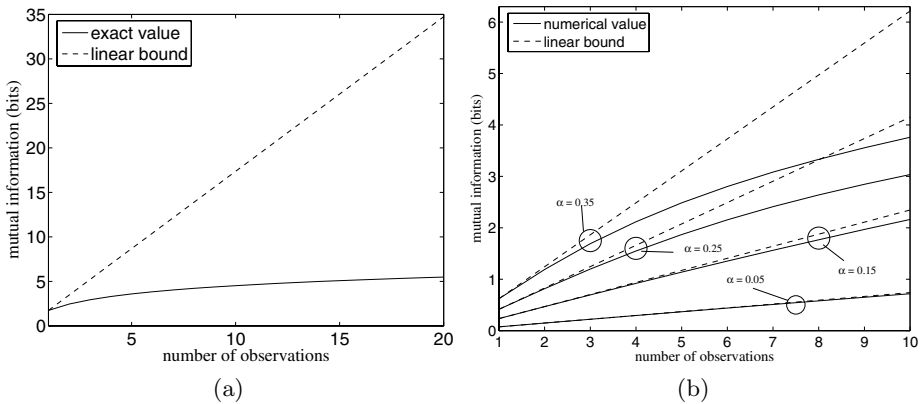 35
30
25
20
15
10
5
0
5
10
15
20
mutual information (bits)
number of observations
exact value
linear bound
(a)
6
5
4
3
2
1
0
1
2
3
4
5
6
7
8
9
10
mutual information (bits)
number of observations
numerical value
linear bound
α = 0.35
α = 0.25
α = 0.15
α = 0.05
(b)